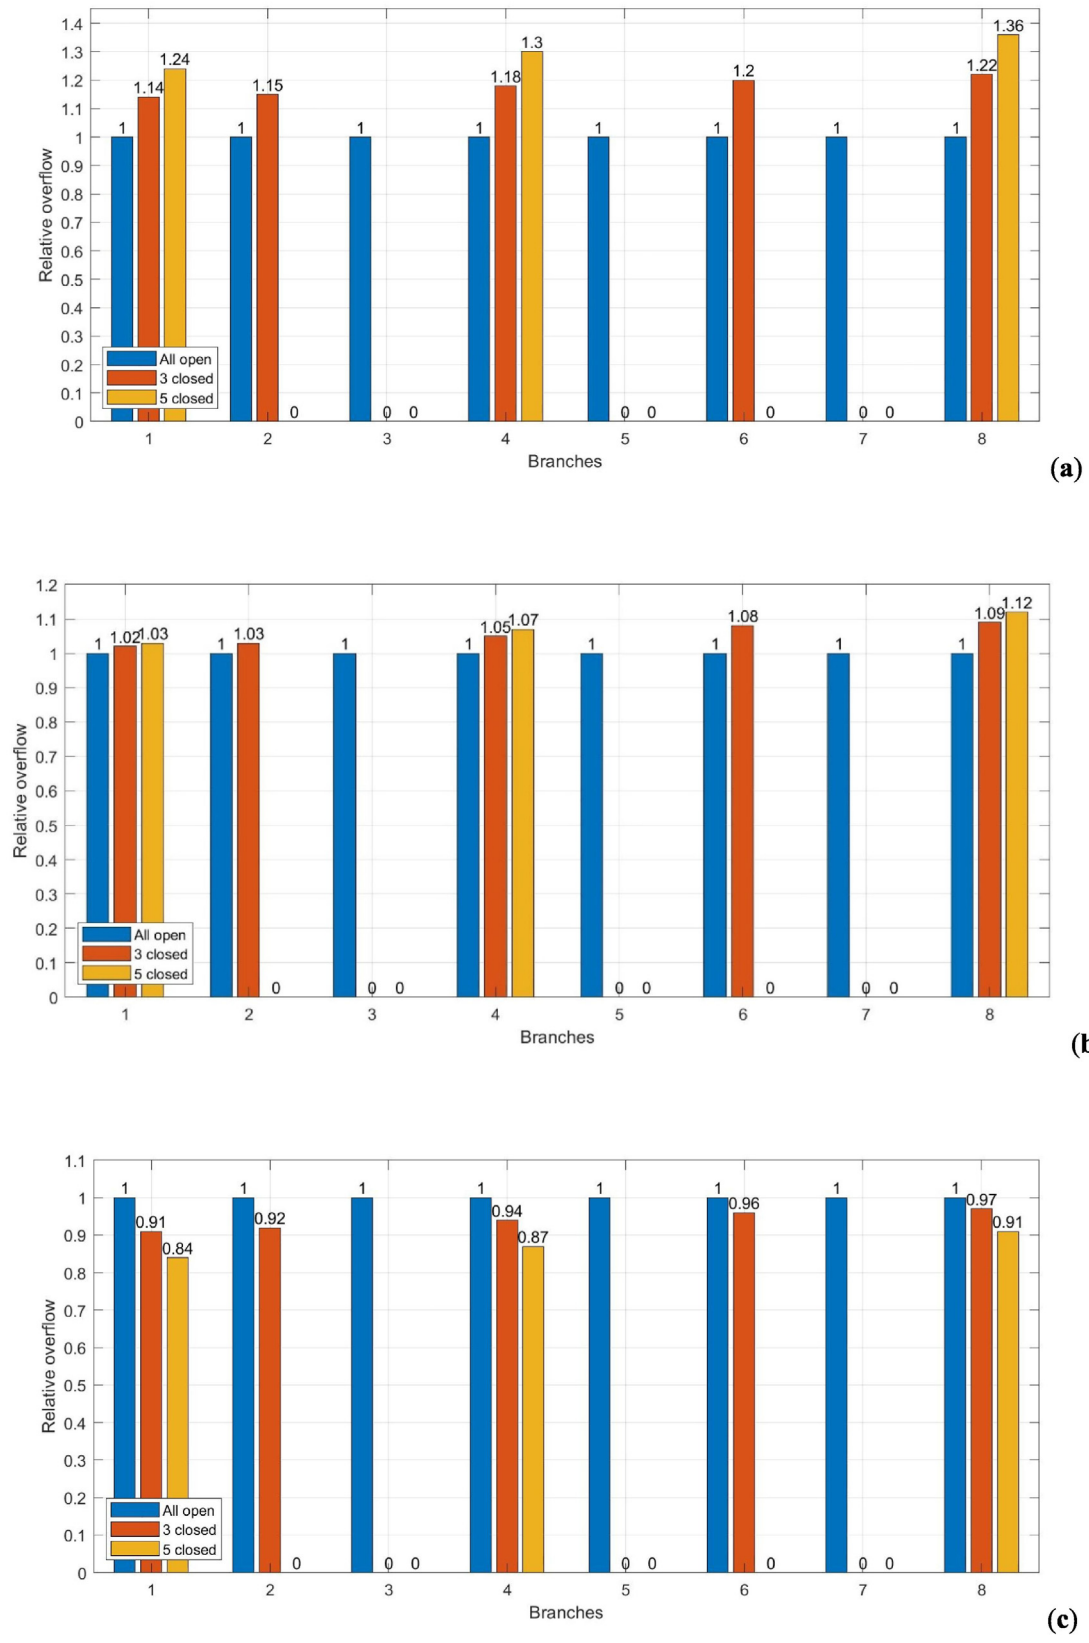 1.4
1.3
1.2
1.1
1
0.9
0.8
0.7
0.6
0.5
0.4
0.3
0.2
0.1
0
Relative overflow
1 1.14 1.24
1 1.15 0
1 0 0
1 1.18 1.3
1 0 0
1 1.2 0
1 0 0
1 1.22 1.36
All open
3 closed
5 closed
1 2 3 4 5 6 7 8
Branches
(a)
1.2
1.1
1
0.9
0.8
0.7
0.6
0.5
0.4
0.3
0.2
0.1
0
Relative overflow
1 1.02 1.03
1 1.03 0
1 0 0
1 1.05 1.07
1 0 0
1 1.08 0
1 0 0
1 1.09 1.12
All open
3 closed
5 closed
1 2 3 4 5 6 7 8
Branches
(b
1.1
1
0.9
0.8
0.7
0.6
0.5
0.4
0.3
0.2
0.1
0
Relative overflow
1 0.91 0.84
1 0.92 0
1 0 0
1 0.94 0.87
1 0 0
1 0.96 0
1 0 0
1 0.97 0.91
All open
3 closed
5 closed
1 2 3 4 5 6 7 8
Branches
(c)